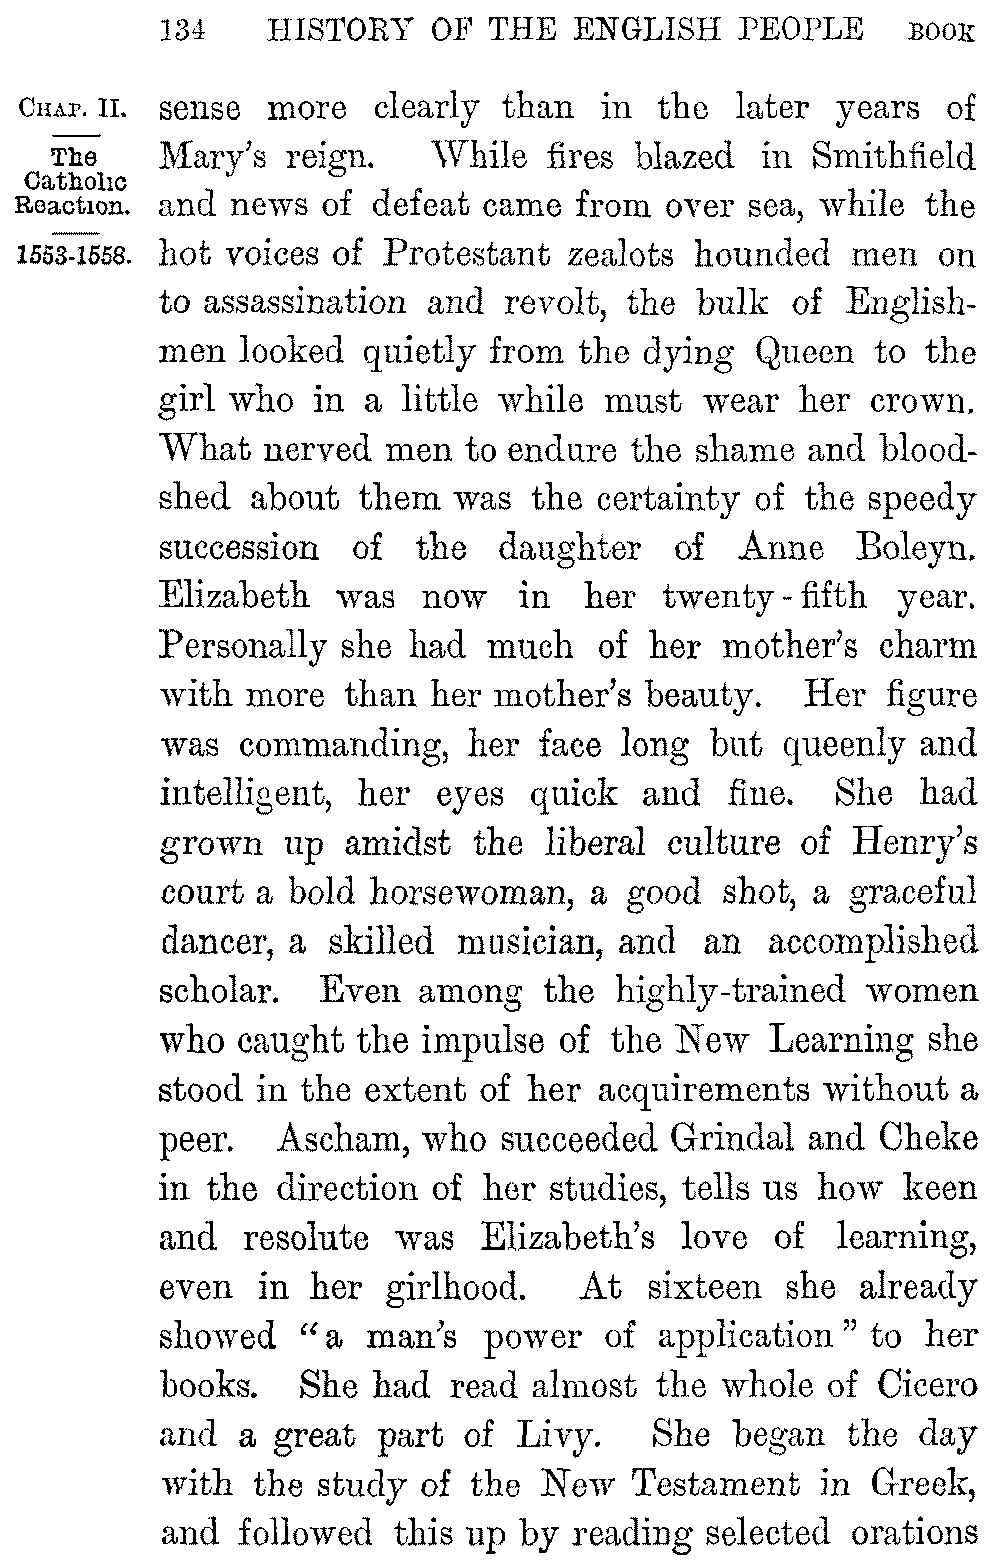 134 HISTORY OF THE ENGLISH PEOPLE BOOK
CHAP. II.
The
Catholic
Reaction.
1553-1558.
sense more clearly than in the later years of
Mary's reign. While fires blazed in Smithfield
and news of defeat came from over sea, while the
hot voices of Protestant zealots hounded men on
to assassination and revolt, the bulk of English-
men looked quietly from the dying Queen to the
girl who in a little while must wear her crown.
What nerved men to endure the shame and blood-
shed about them was the certainty of the speedy
succession of the daughter of Anne Boleyn.
Elizabeth was now in her twenty-fifth year.
Personally she had much of her mother's charm
with more than her mother's beauty. Her figure
was commanding, her face long but queenly and
intelligent, her eyes quick and fine. She had
grown up amidst the liberal culture of Henry's
court a bold horsewoman, a good shot, a graceful
dancer, a skilled musician, and an accomplished
scholar. Even among the highly-trained women
who caught the impulse of the New Learning she
stood in the extent of her acquirements without a
peer. Ascham, who succeeded Grindal and Cheke
in the direction of her studies, tells us how keen
and resolute was Elizabeth's love of learning,
even in her girlhood. At sixteen she already
showed "a man's power of application" to her
books. She had read almost the whole of Cicero
and a great part of Livy. She began the day
with the study of the New Testament in Greek,
and followed this up by reading selected orations